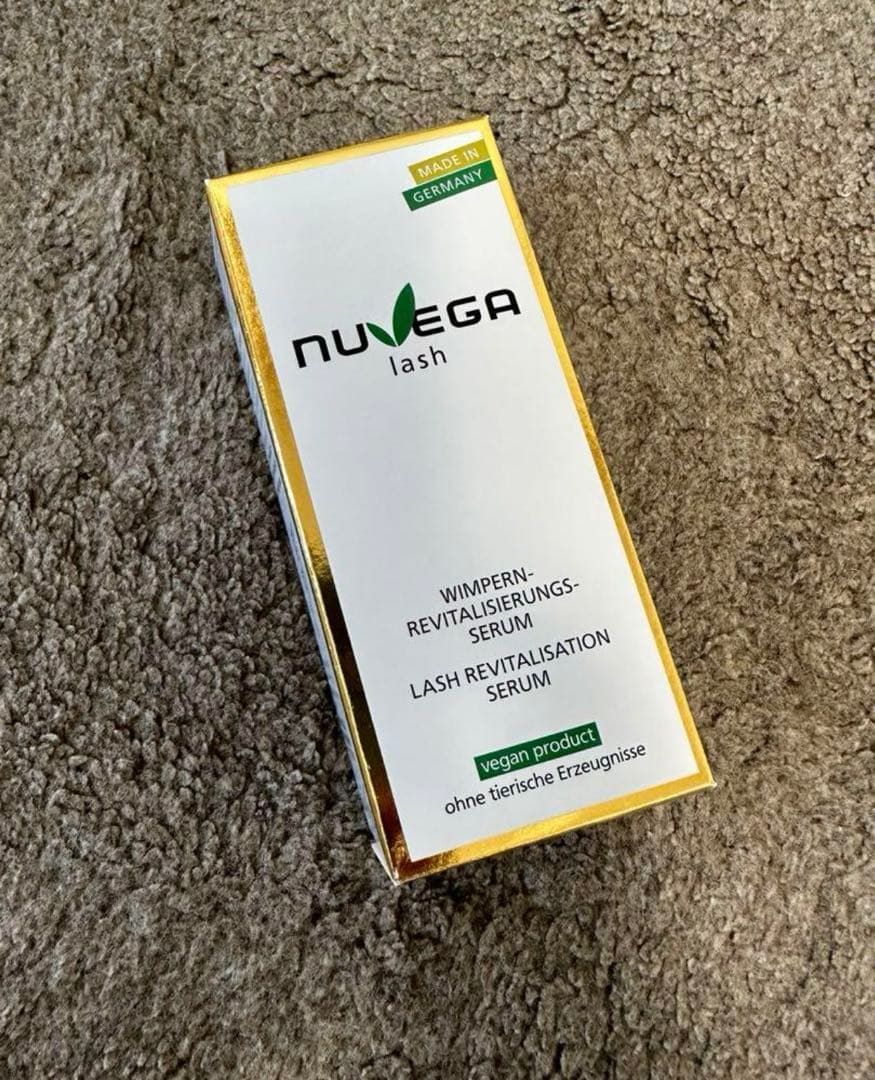 MADE IN
GERMANY
NUVEGA
lash
WIMPERN-
REVITALISIERUNGS-
SERUM
LASH REVITALISATION
SERUM
vegan product
ohne tierische Erzeugnisse